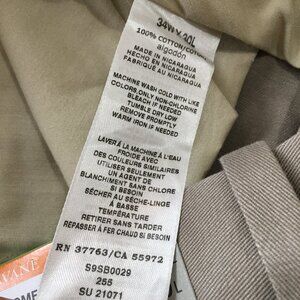 34W X 30L
100% COTTON/COTON
algodón
MADE IN NICARAGUA
HECHO EN NICARAGUA
FABRIQUÉ AU NICARAGUA
MACHINE WASH COLD WITH LIKE
COLORS,ONLY NON-CHLORINE
BLEACH IF NEEDED
TUMBLE DRY LOW
REMOVE PROMPTLY
WARM IRON IF NEEDED
LAVER À LA MACHINE À L'EAU
FROIDE AVEC
DES COULEURS SIMILAIRES
UTILISER SEULEMENT
UN AGENT DE
BLANCHIMENT SANS CHLORE
SI BESOIN
SÉCHER AU SÈCHE-LINGE
À BASSE
TEMPÉRATURE
RETIRER SANS TARDER
REPASSER À FER CHAUD SI BESOIN
RN 37763/CA 55972
S9SB0029
255
SU 21071